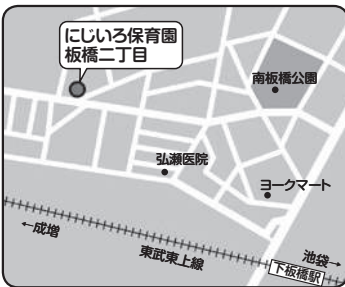 にじいろ保育園
板橋二丁目
南板橋公園
弘瀬医院
ヨークマート
←成増
東武東上線
池袋→
下板橋駅